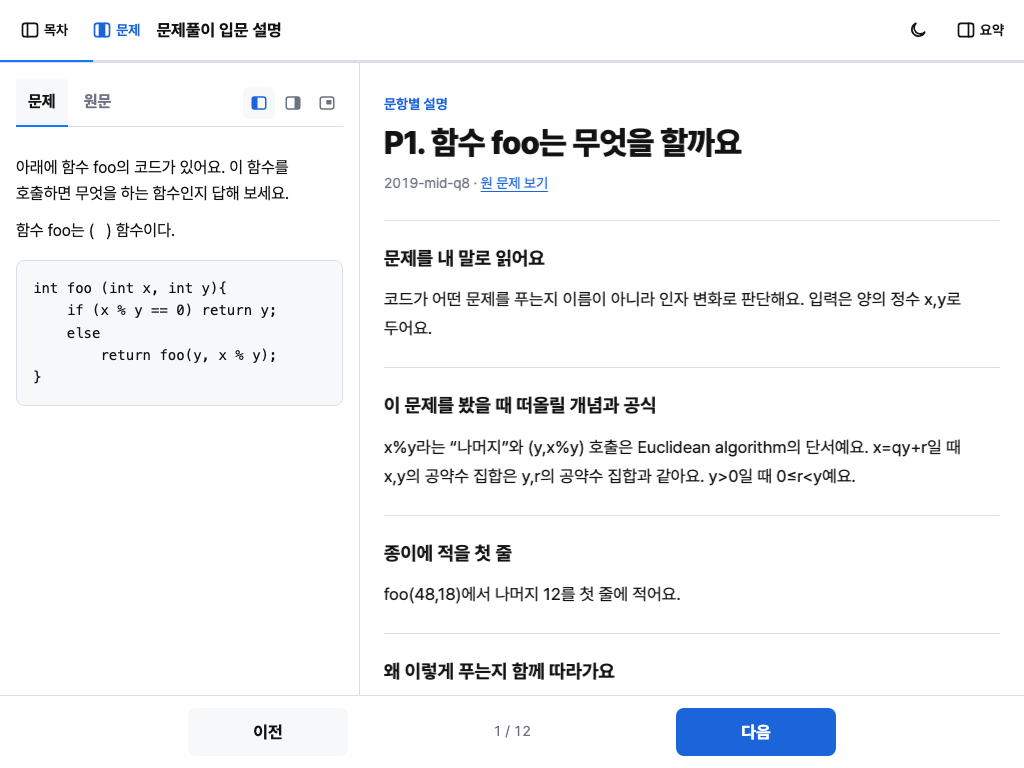 목차 문제 문제풀이 입문 설명 요약
문제 원문
아래에 함수 foo의 코드가 있어요. 이 함수를
호출하면 무엇을 하는 함수인지 답해 보세요.
함수 foo는 (   ) 함수이다.
int foo (int x, int y){
    if (x % y == 0) return y;
    else
        return foo(y, x % y);
}
문항별 설명
P1. 함수 foo는 무엇을 할까요
2019-mid-q8 · 원 문제 보기
문제를 내 말로 읽어요
코드가 어떤 문제를 푸는지 이름이 아니라 인자 변화로 판단해요. 입력은 양의 정수 x,y로
두어요.
이 문제를 봤을 때 떠올릴 개념과 공식
x%y라는 “나머지”와 (y,x%y) 호출은 Euclidean algorithm의 단서예요. x=qy+r일 때
x,y의 공약수 집합은 y,r의 공약수 집합과 같아요. y>0일 때 0≤r<y예요.
종이에 적을 첫 줄
foo(48,18)에서 나머지 12를 첫 줄에 적어요.
왜 이렇게 푸는지 함께 따라가요
이전 1 / 12 다음